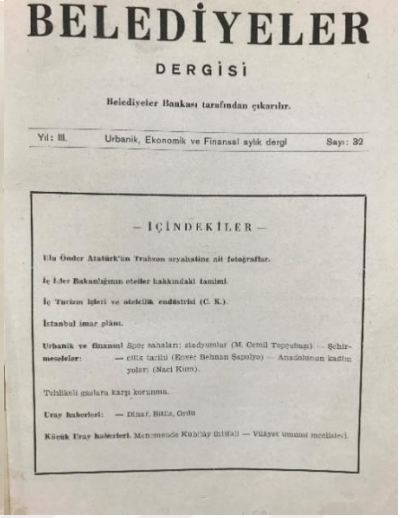 BELEDİYELER
DERGİSİ
Belediyeler Bankası tarafından çıkarılır.
Yıl: III. Urbanik, Ekonomik ve Finansal aylık dergi Sayı: 32
— İÇİNDEKİLER —
Ulu Önder Atatürk'ün Trabzon seyahatine ait fotoğraflar.
İç İşler Bakanlığının oteller hakkındaki tamimi.
İç Turizm işleri ve otelcilik endüstrisi (C. K.).
İstanbul imar plânı.
Urbanik ve finansal Spor sahaları: stadyumlar (M. Cemil Topçubaşı) — Şehir-
meseleler: — cilik tarihi (Enver Behnan Şapolyo) — Anadolunun kadîm
yolları (Naci Kum).
Tehlikeli gazlara karşı korunma.
Uray haberleri: — Dinar, Bitlis, Ordu
Küçük Uray haberleri. Menemende Kubilây ihtifali — Vilâyet umumî meclisleri.